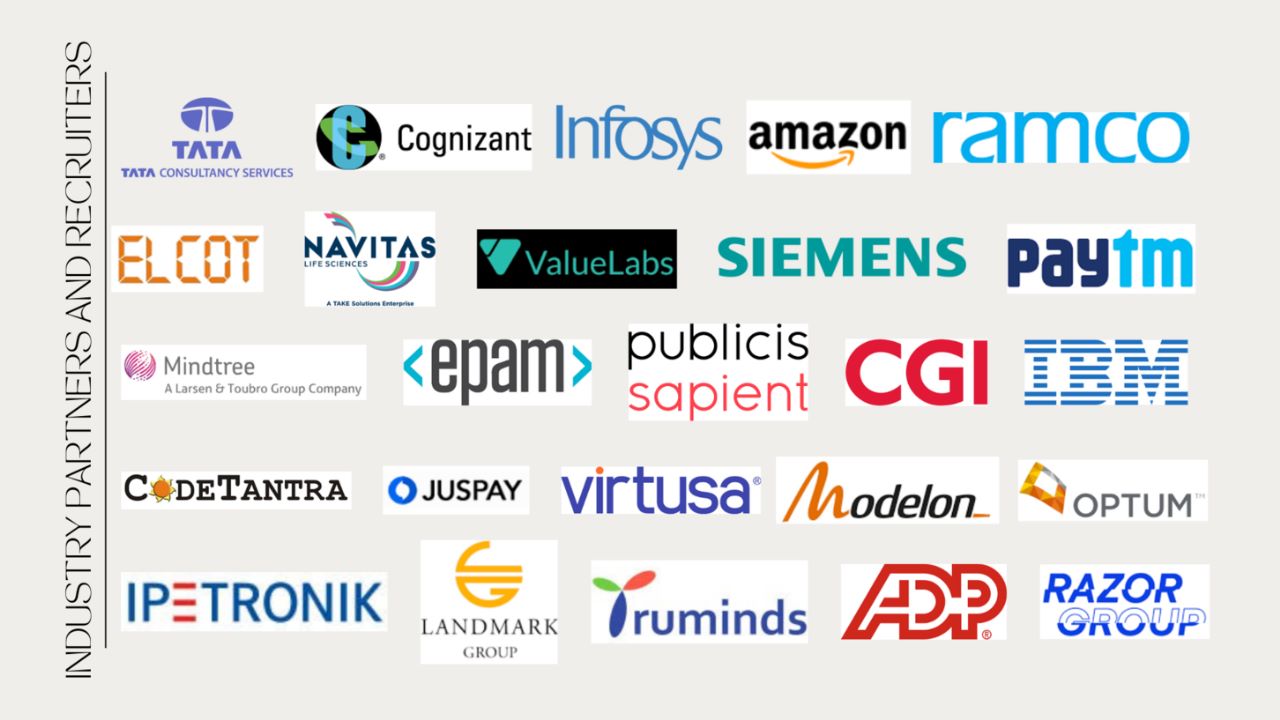 INDUSTRY PARTNERS AND RECRUITERS
TATA
TATA CONSULTANCY SERVICES
Cognizant
®
Infosys
amazon
ramco
ELCOT
NAVITAS
LIFE SCIENCES
A TAKE Solutions Enterprise
ValueLabs
SIEMENS
paytm
Mindtree
A Larsen & Toubro Group Company
<epam>
publicis
sapient
CGI
IBM
CODETANTRA
JUSPAY
virtusa®
Modelon
OPTUM™
IPETRONIK
LANDMARK
GROUP
Truminds
ADP®
RAZOR
GROUP